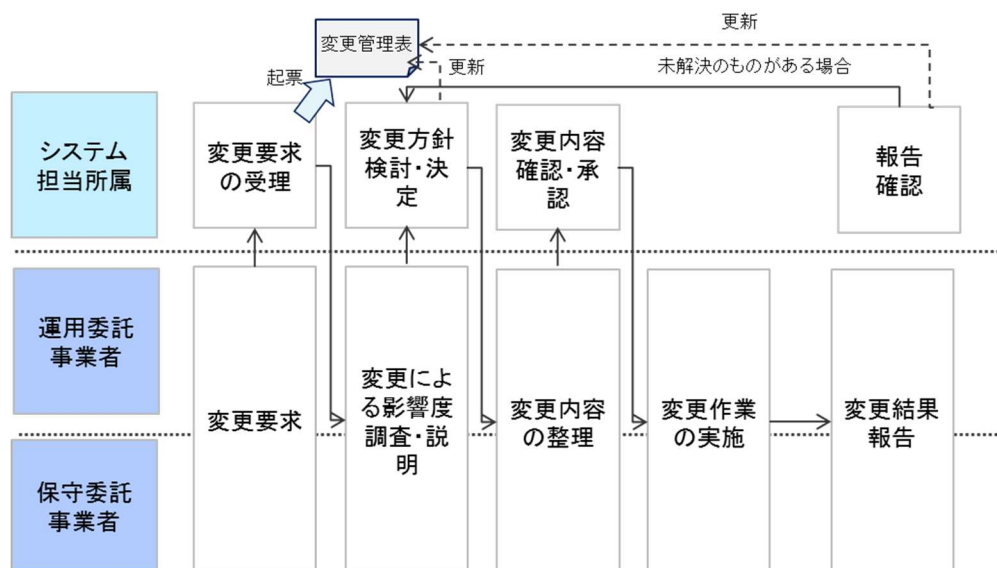 更新
変更管理表
起票
更新
未解決のものがある場合
システム
担当所属
変更要求
の受理
変更方針
検討・決
定
変更内容
確認・承
認
報告
確認
運用委託
事業者
保守委託
事業者
変更要求
変更によ
る影響度
調査・説
明
変更内容
の整理
変更作業
の実施
変更結果
報告